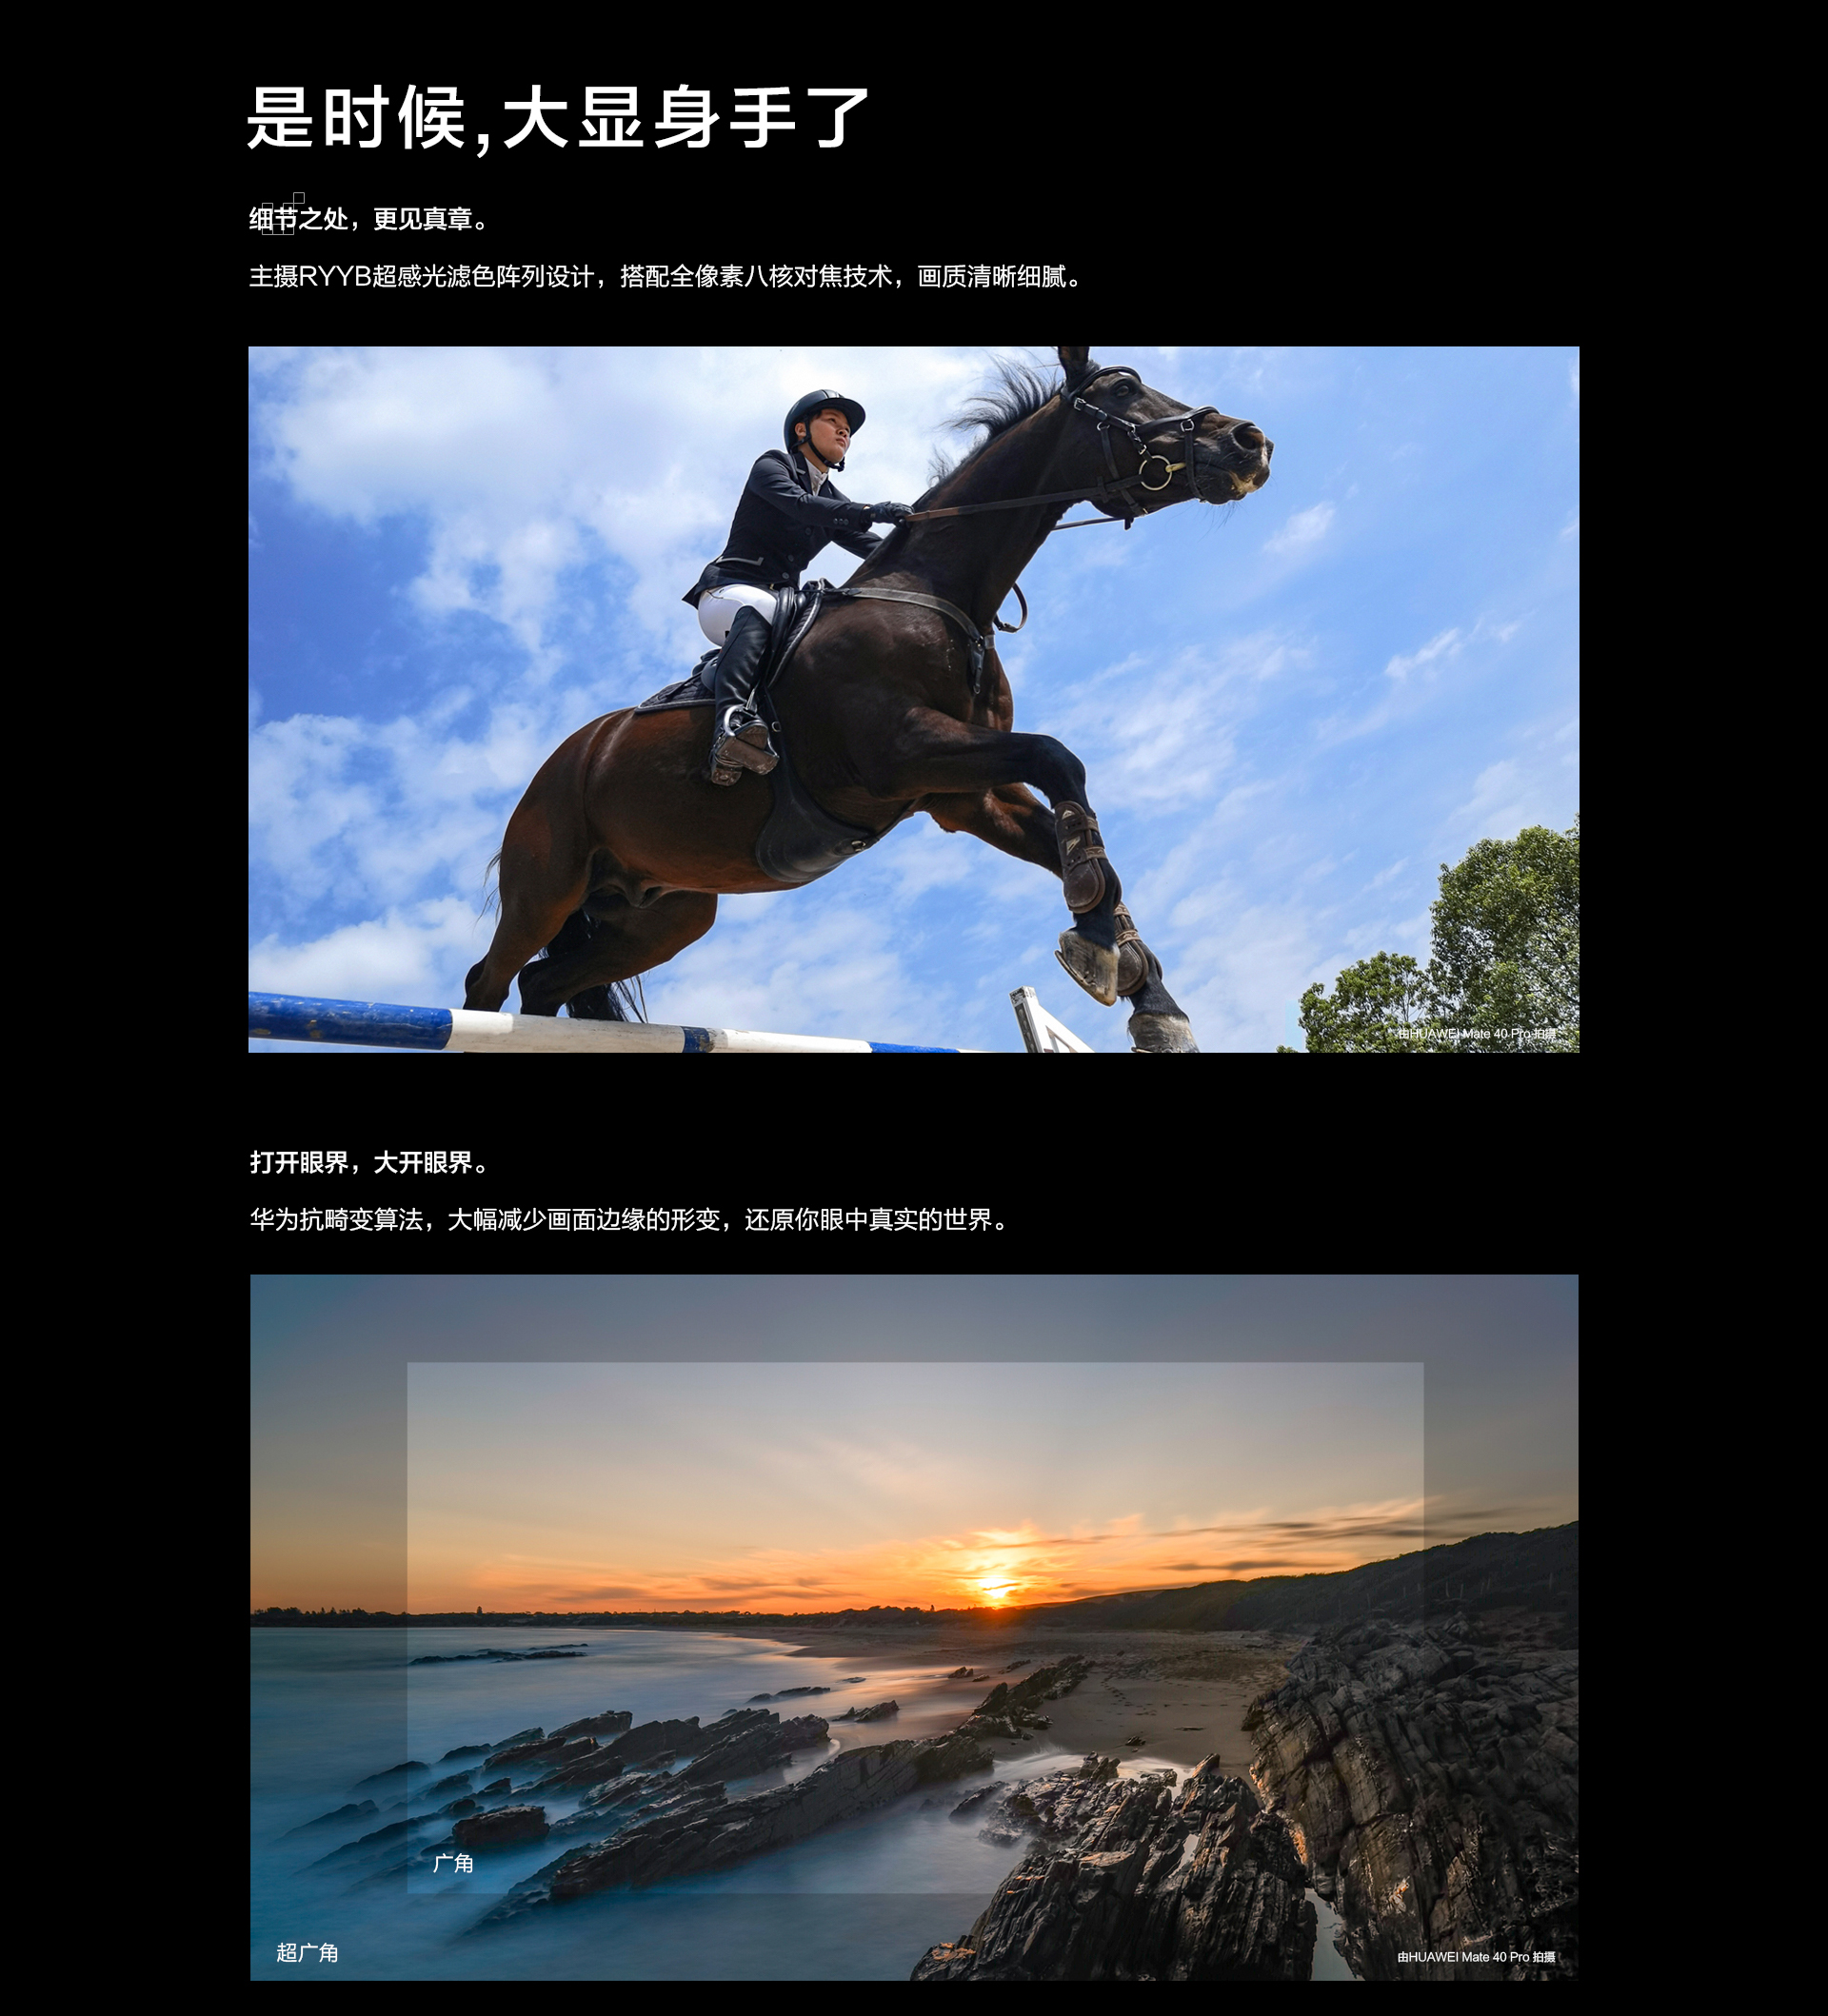 是时候,大显身手了
细节之处，更见真章。
主摄RYYB超感光滤色阵列设计，搭配全像素八核对焦技术，画质清晰细腻。
由HUAWEI Mate 40 Pro 拍摄
打开眼界，大开眼界。
华为抗畸变算法，大幅减少画面边缘的形变，还原你眼中真实的世界。
广角
超广角
由HUAWEI Mate 40 Pro 拍摄